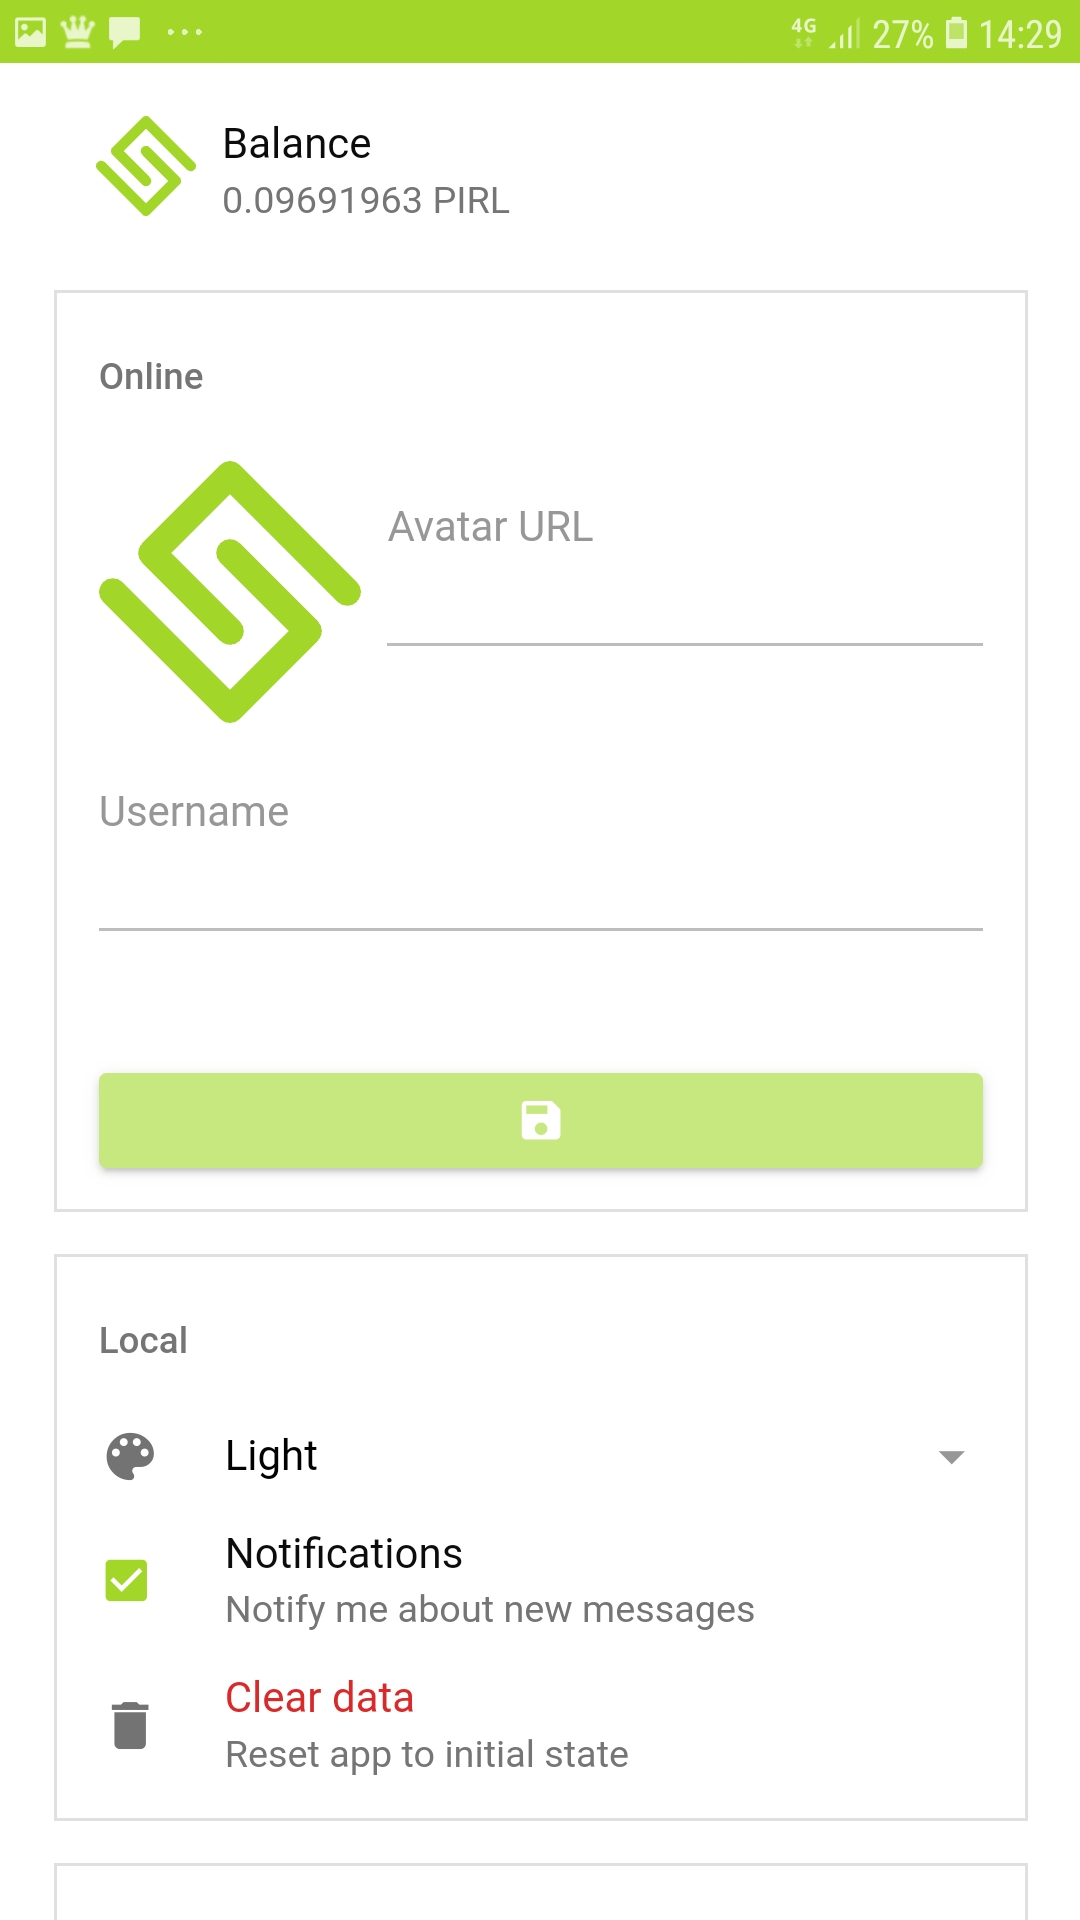 4G 27% 14:29
Balance
0.09691963 PIRL
Online
Avatar URL
Username
Local
Light
Notifications
Notify me about new messages
Clear data
Reset app to initial state